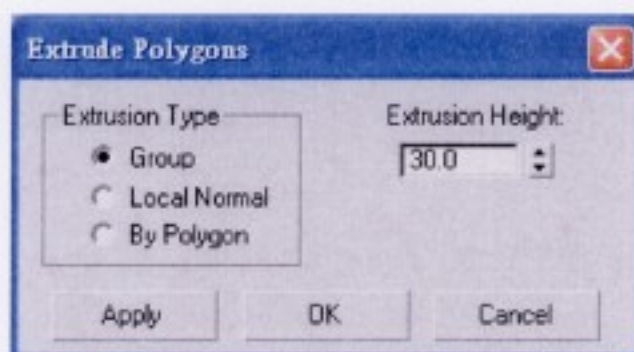 Extrude Polygons
Extrusion Type
Group
Local Normal
By Polygon
Extrusion Height:
30.0
Apply
OK
Cancel